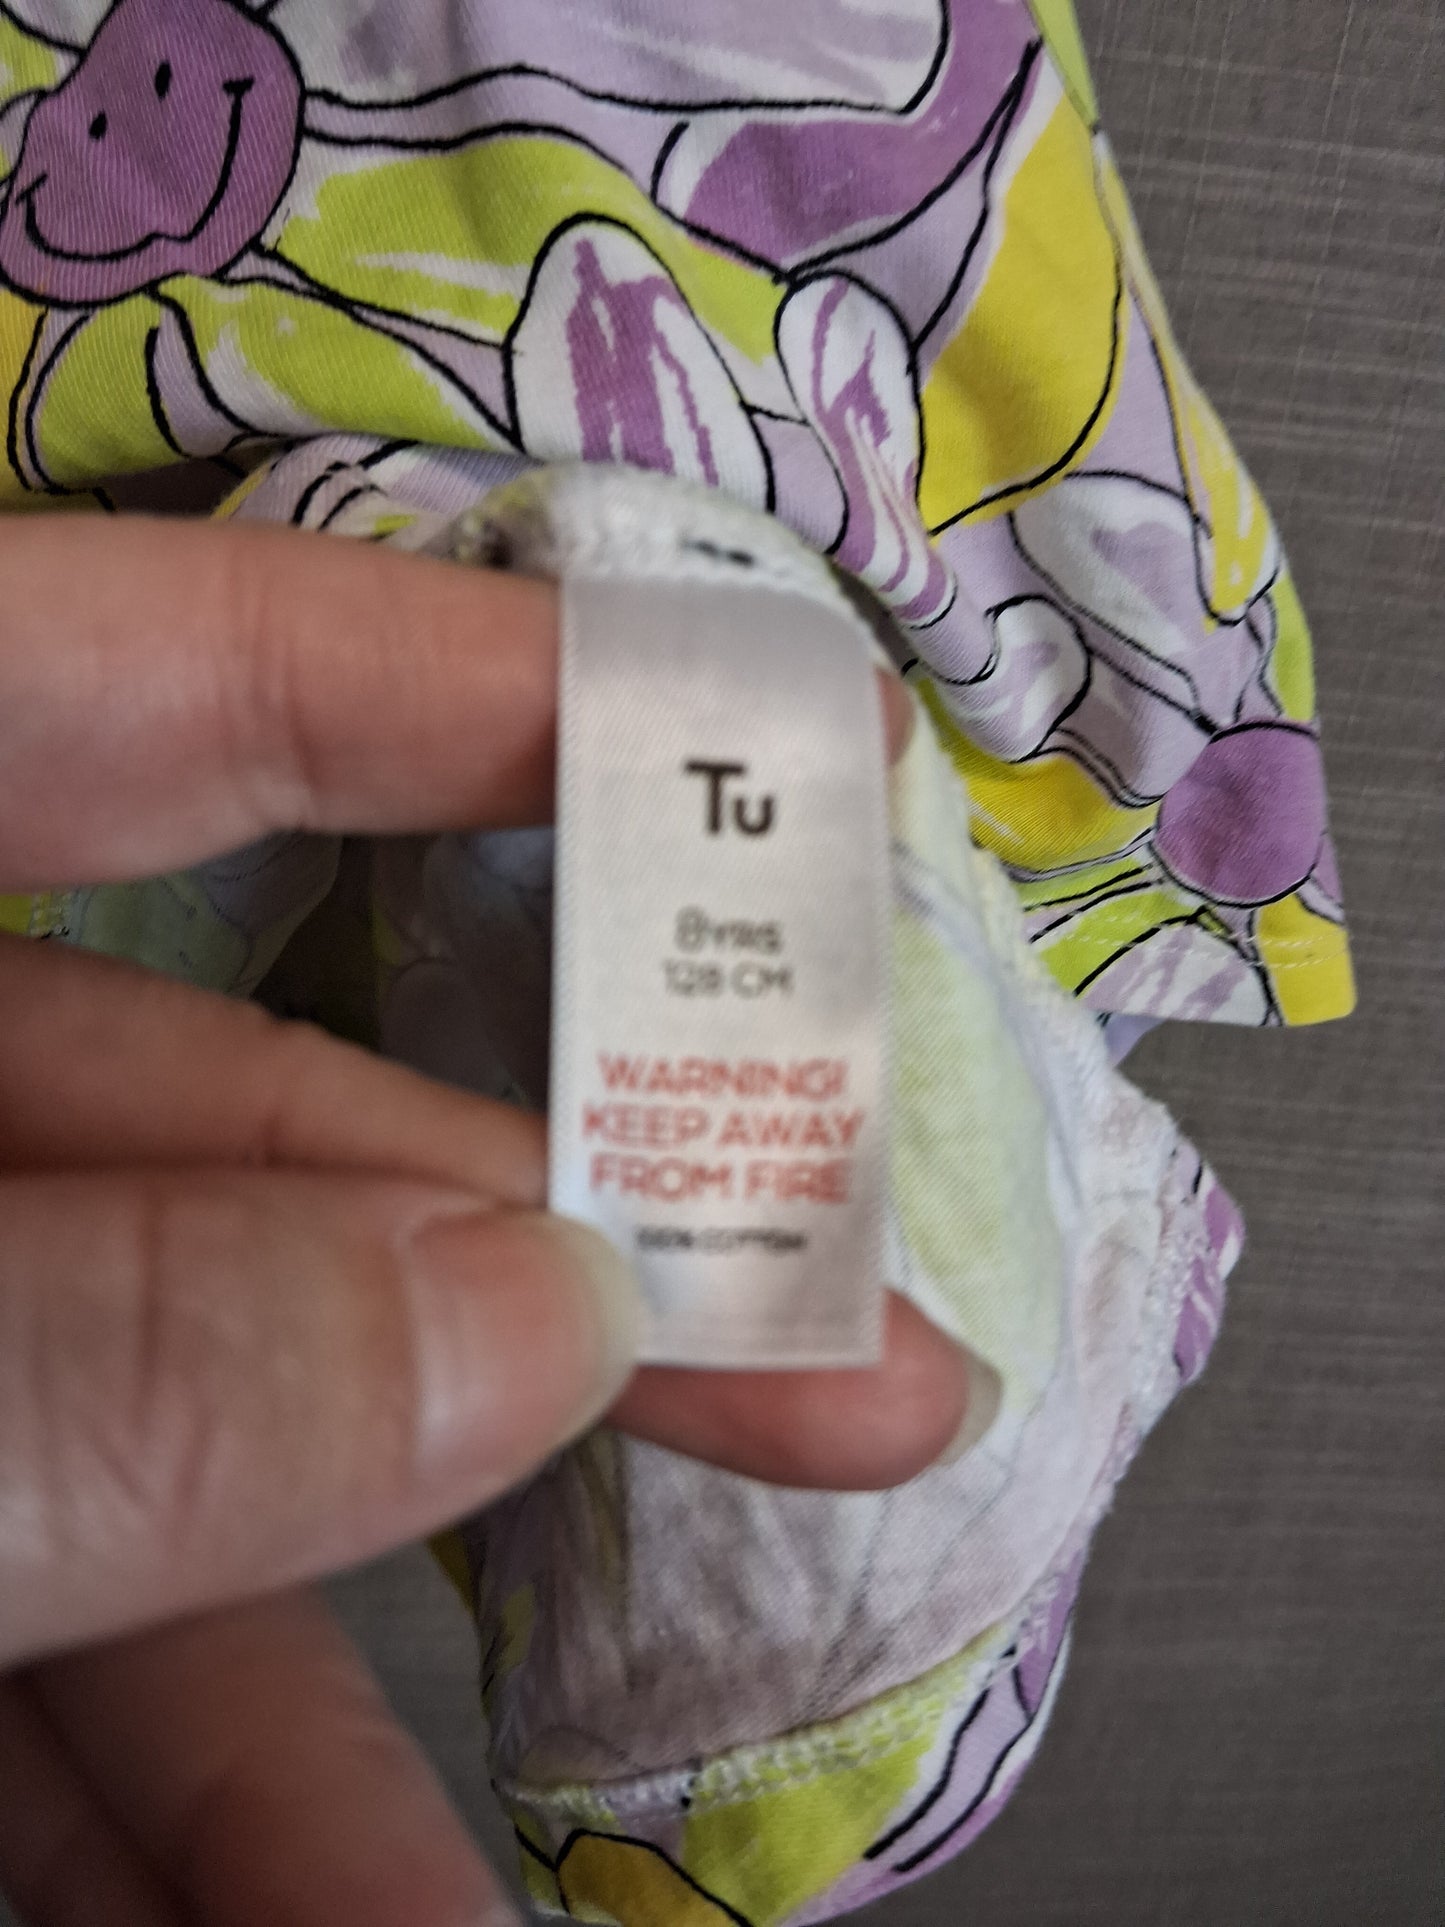 Tu
8YRS
128 CM
WARNING!
KEEP AWAY
FROM FIRE
100% COTTON